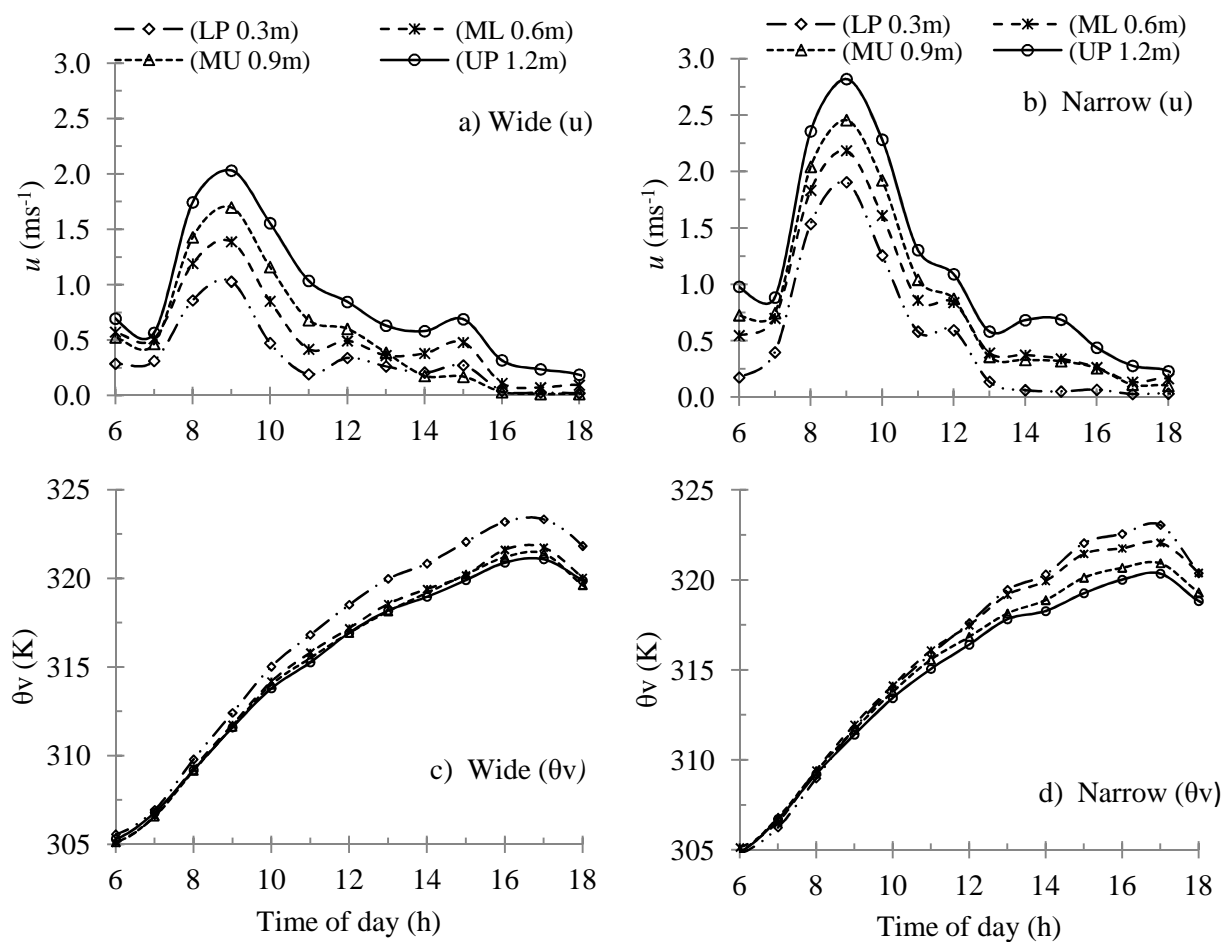 (LP 0.3m) (ML 0.6m)
(MU 0.9m) (UP 1.2m)
a) Wide (u)
u (ms-1)
3.0
2.5
2.0
1.5
1.0
0.5
0.0
6 8 10 12 14 16 18
(LP 0.3m) (ML 0.6m)
(MU 0.9m) (UP 1.2m)
b) Narrow (u)
u (ms-1)
3.0
2.5
2.0
1.5
1.0
0.5
0.0
6 8 10 12 14 16 18
c) Wide (θv)
θv (K)
325
320
315
310
305
6 8 10 12 14 16 18
Time of day (h)
d) Narrow (θv)
θv (K)
325
320
315
310
305
6 8 10 12 14 16 18
Time of day (h)